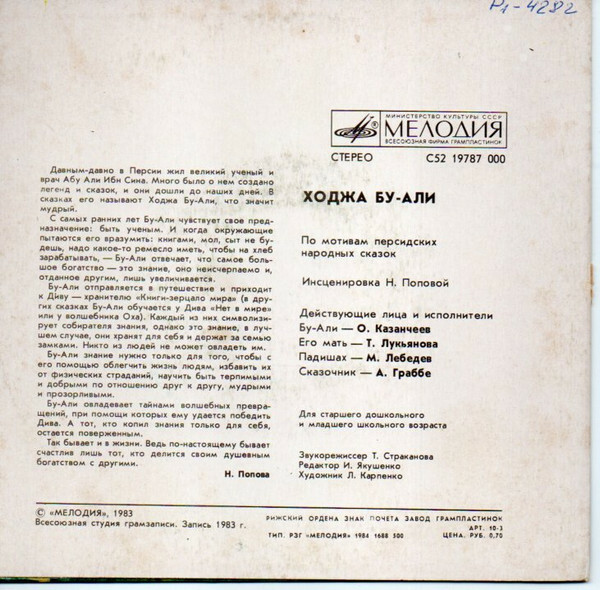 Р1-4282
МИНИСТЕРСТВО КУЛЬТУРЫ СССР
МЕЛОДИЯ
ВСЕСОЮЗНАЯ ФИРМА ГРАМПЛАСТИНОК
СТЕРЕО С52 19787 000
Давным-давно в Персии жил великий ученый и
врач Абу Али Ибн Сина. Много было о нем создано
легенд и сказок, и они дошли до наших дней. В
сказках его называют Ходжа Бу-Али, что значит
мудрый.
С самых ранних лет Бу-Али чувствует свое пред-
назначение: быть ученым. И когда окружающие
пытаются его вразумить: книгами, мол, сыт не бу-
дешь, надо какое-то ремесло иметь, чтобы на хлеб
зарабатывать, — Бу-Али отвечает, что самое боль-
шое богатство — это знание, оно неисчерпаемо и,
отданное другим, лишь увеличивается.
Бу-Али отправляется в путешествие и приходит
к Диву — хранителю «Книги-зерцало мира» (в дру-
гих сказках Бу-Али обучается у Дива «Нет в мире»
или у волшебника Оха). Каждый из них символизи-
рует собирателя знания, однако это знание, в луч-
шем случае, они хранят для себя и держат за семью
замками. Никто из людей не может овладеть им.
Бу-Али знание нужно только для того, чтобы с
его помощью облегчить жизнь людям, избавить их
от физических страданий, научить быть терпимыми
и добрыми по отношению друг к другу, мудрыми
и прозорливыми.
Бу-Али овладевает тайнами волшебных превра-
щений, при помощи которых ему удается победить
Дива. А тот, кто копил знания только для себя,
остается поверженным.
Так бывает и в жизни. Ведь по-настоящему бывает
счастлив лишь тот, кто делится своим душевным
богатством с другими.
Н. Попова
ХОДЖА БУ-АЛИ
По мотивам персидских
народных сказок
Инсценировка Н. Поповой
Действующие лица и исполнители
Бу-Али — О. Казанчеев
Его мать — Т. Лукьянова
Падишах — М. Лебедев
Сказочник — А. Граббе
Для старшего дошкольного
и младшего школьного возраста
Звукорежиссер Т. Страканова
Редактор И. Якушенко
Художник Л. Карпенко
© «МЕЛОДИЯ», 1983
Всесоюзная студия грамзаписи. Запись 1983 г.
РИЖСКИЙ ОРДЕНА ЗНАК ПОЧЕТА ЗАВОД ГРАМПЛАСТИНОК
АРТ. 10-3
ТИП. РЗГ «МЕЛОДИЯ» 1984 1688 500 ЦЕНА. РУБ. 0,70